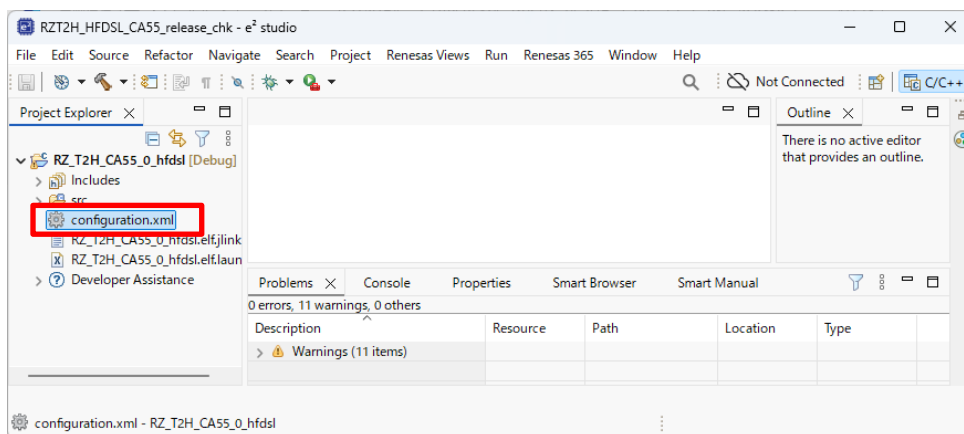 RZT2H_HFDSL_CA55_release_chk - e² studio
File Edit Source Refactor Navigate Search Project Renesas Views Run Renesas 365 Window Help
Not Connected C/C++
Project Explorer
Outline
There is no active editor
that provides an outline.
RZ_T2H_CA55_0_hfdsl [Debug]
Includes
src
configuration.xml
RZ_T2H_CA55_0_hfdsl.elf.jlink
RZ_T2H_CA55_0_hfdsl.elf.laun
Developer Assistance
Problems Console Properties Smart Browser Smart Manual
0 errors, 11 warnings, 0 others
Description Resource Path Location Type
Warnings (11 items)
configuration.xml - RZ_T2H_CA55_0_hfdsl